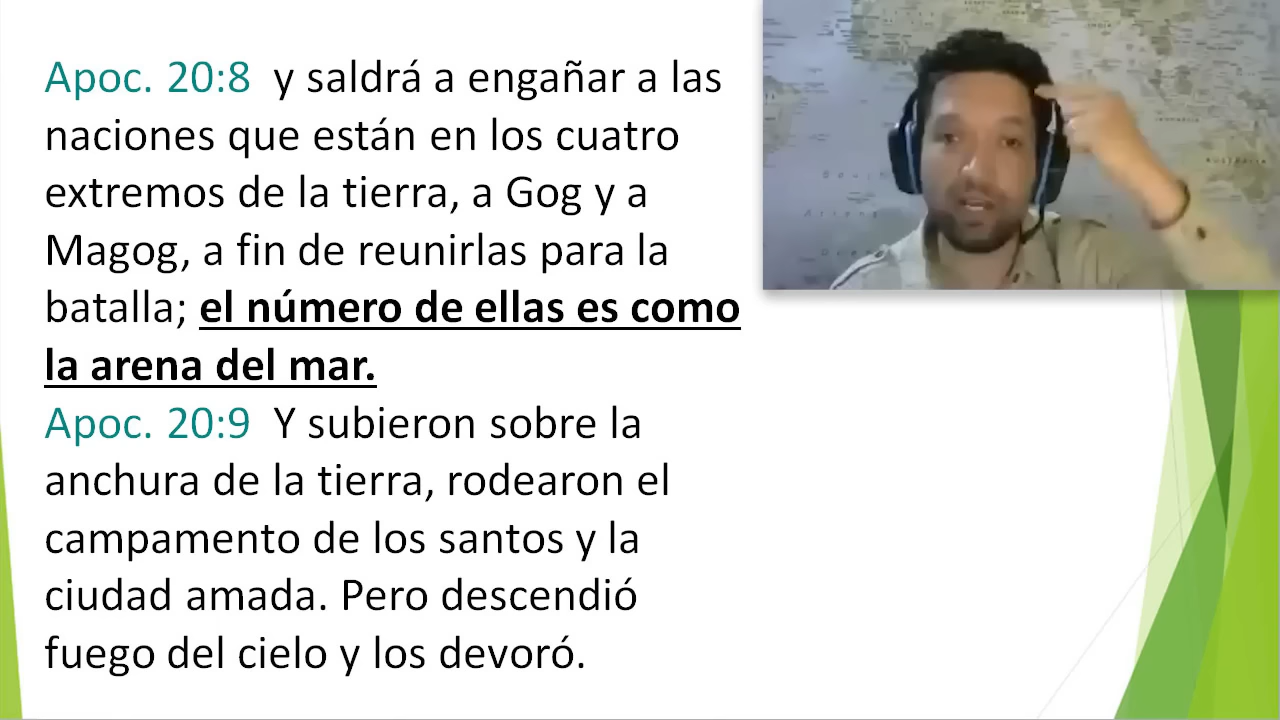 Apoc. 20:8 y saldrá a engañar a las
naciones que están en los cuatro
extremos de la tierra, a Gog y a
Magog, a fin de reunirlas para la
batalla; el número de ellas es como
la arena del mar.
Apoc. 20:9 Y subieron sobre la
anchura de la tierra, rodearon el
campamento de los santos y la
ciudad amada. Pero descendió
fuego del cielo y los devoró.